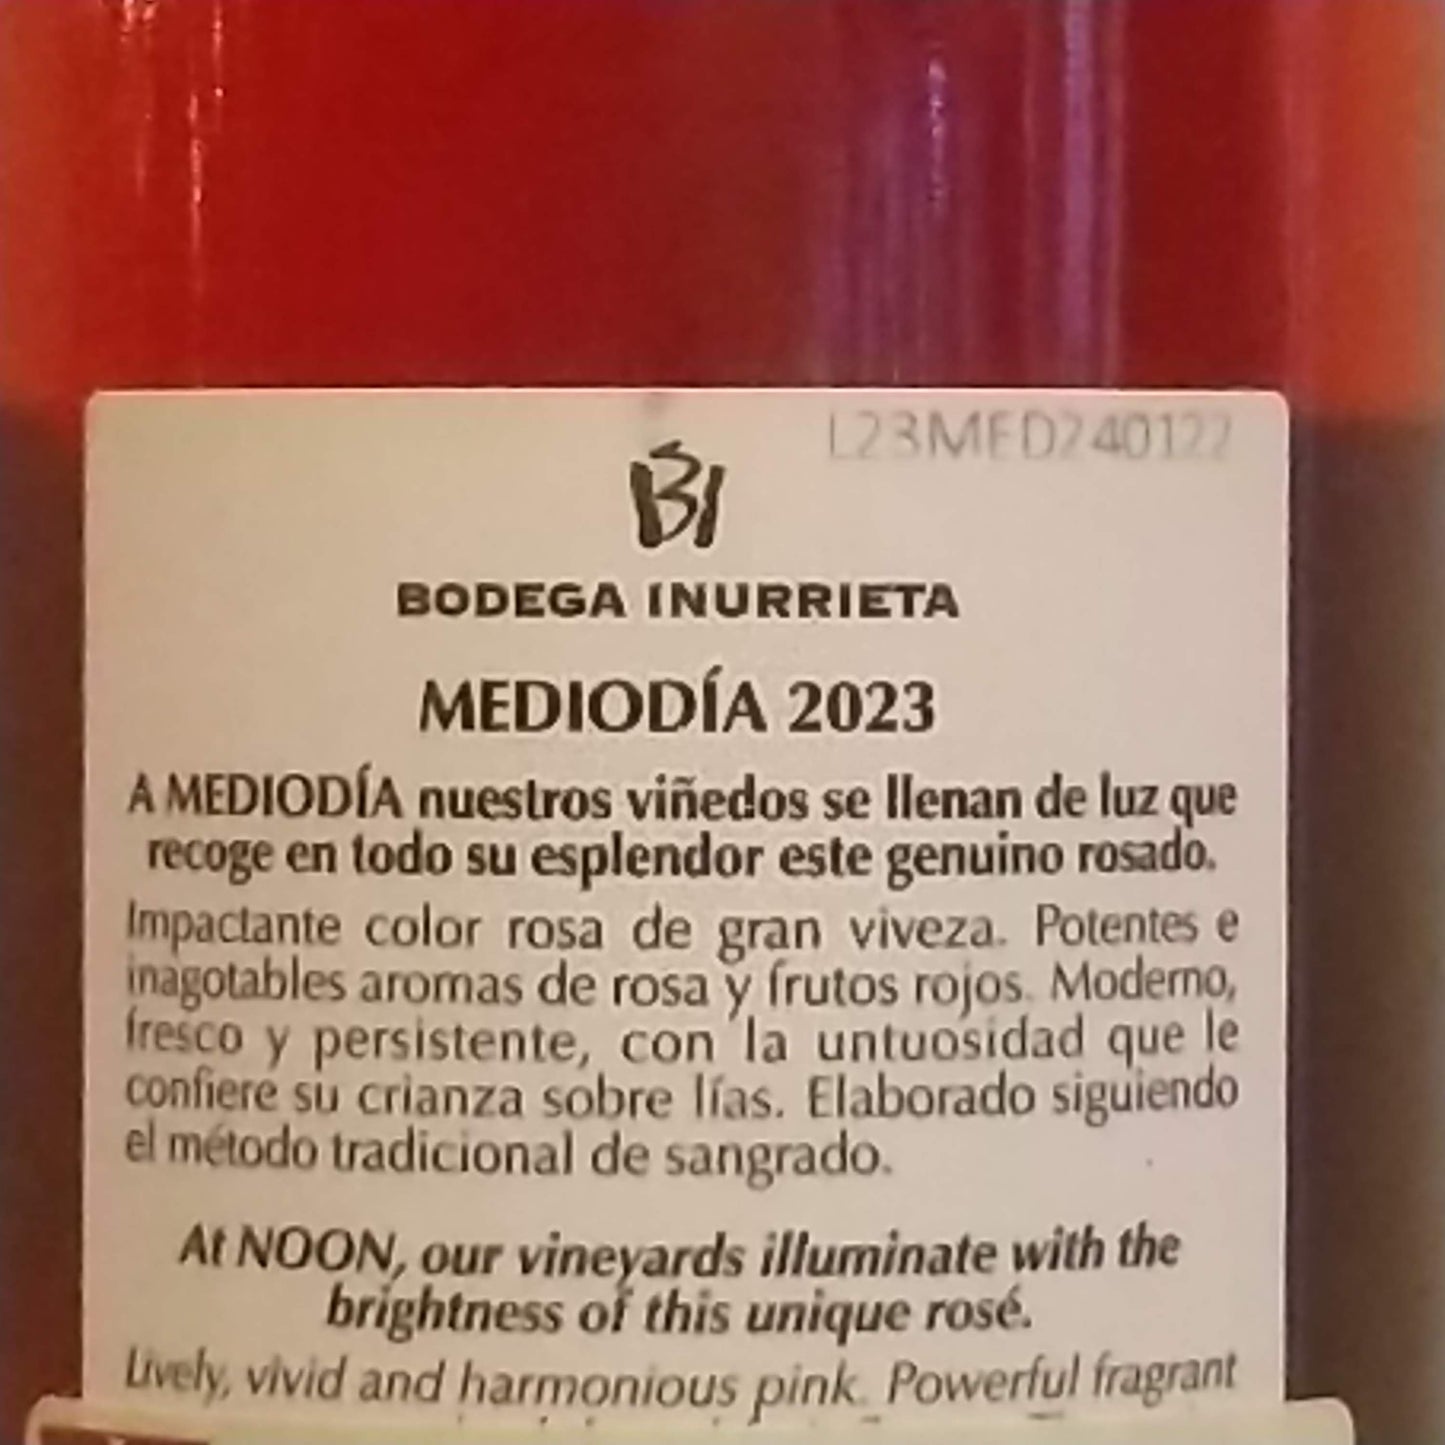 L23MED240122
BI
BODEGA INURRIETA
MEDIODÍA 2023
A MEDIODÍA nuestros viñedos se llenan de luz que
recoge en todo su esplendor este genuino rosado.
Impactante color rosa de gran viveza. Potentes e
inagotables aromas de rosa y frutos rojos. Moderno,
fresco y persistente, con la untuosidad que le
confiere su crianza sobre lías. Elaborado siguiendo
el método tradicional de sangrado.
At NOON, our vineyards illuminate with the
brightness of this unique rosé.
Lively, vivid and harmonious pink. Powerful fragrant